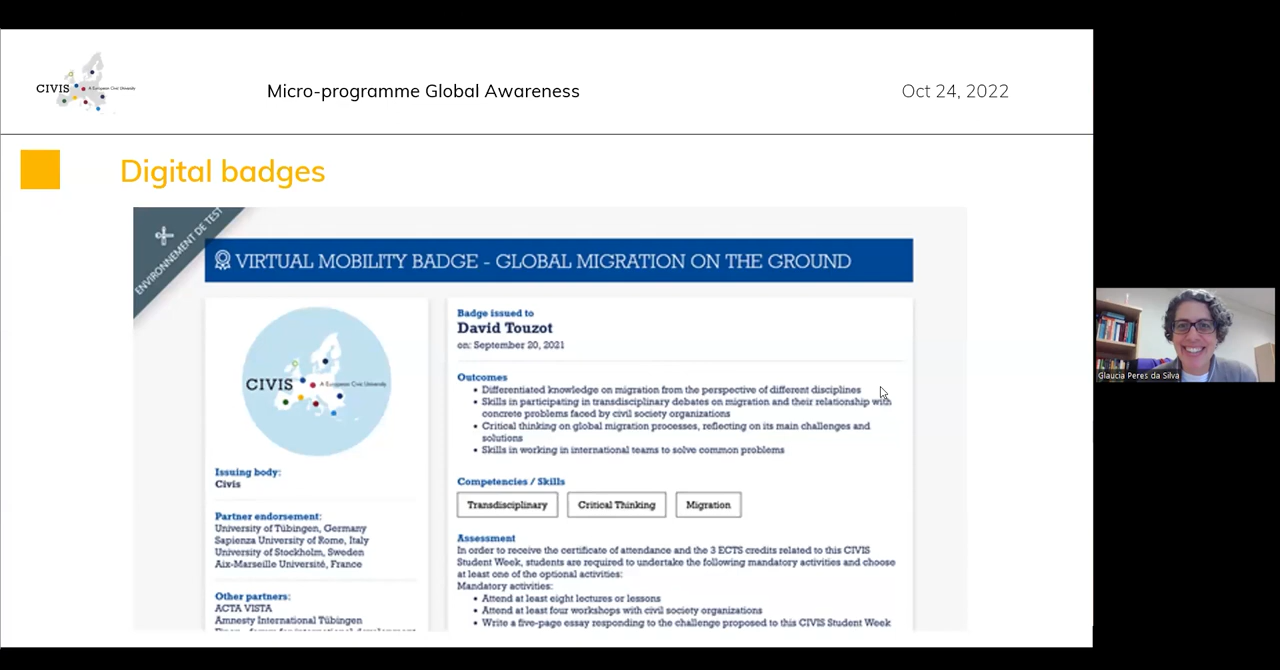 CIVIS
A European Civic University
Micro-programme Global Awareness
Oct 24, 2022
Digital badges
ENVIRONNEMENT DE TEST
VIRTUAL MOBILITY BADGE - GLOBAL MIGRATION ON THE GROUND
CIVIS
A European Civic University
Issuing body:
Civis
Partner endorsement:
University of Tübingen, Germany
Sapienza University of Rome, Italy
University of Stockholm, Sweden
Aix-Marseille Université, France
Other partners:
ACTA VISTA
Amnesty International Tübingen
Badge issued to
David Touzot
on: September 20, 2021
Outcomes
• Differentiated knowledge on migration from the perspective of different disciplines
• Skills in participating in transdisciplinary debates on migration and their relationship with
concrete problems faced by civil society organizations
• Critical thinking on global migration processes, reflecting on its main challenges and
solutions
• Skills in working in international teams to solve common problems
Competencies / Skills
Transdisciplinary
Critical Thinking
Migration
Assessment
In order to receive the certificate of attendance and the 3 ECTS credits related to this CIVIS
Student Week, students are required to undertake the following mandatory activities and choose
at least one of the optional activities:
Mandatory activities:
• Attend at least eight lectures or lessons
• Attend at least four workshops with civil society organizations
• Write a five-page essay responding to the challenge proposed to this CIVIS Student Week
Glaucia Peres da Silva